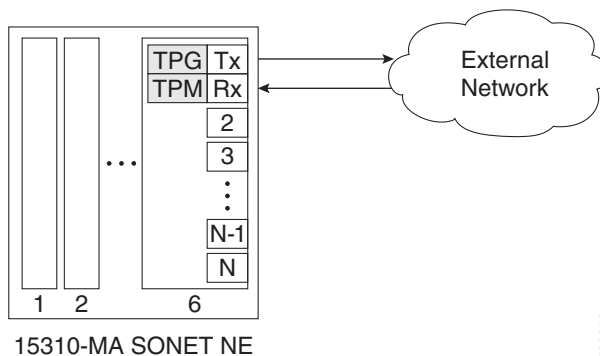 TPG Tx
TPM Rx
2
3
N-1
N
1 2 ... 6
External
Network
15310-MA SONET NE